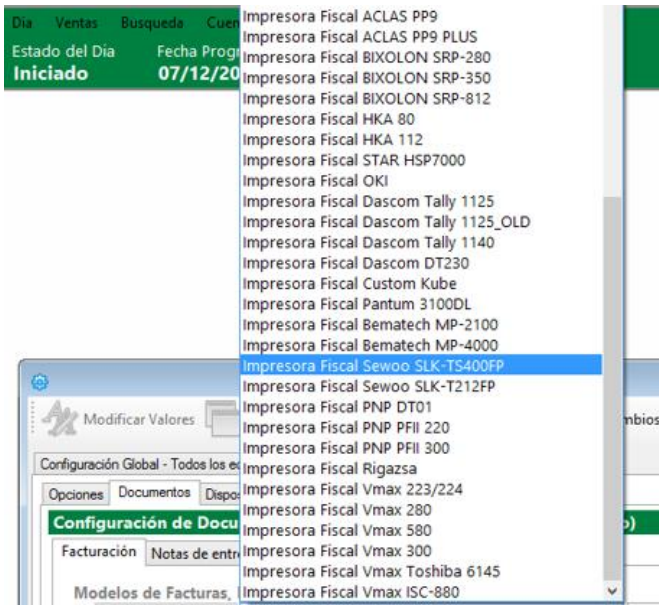 Dia Ventas Busqueda Cuen
Estado del Dia Fecha Progr
Iniciado 07/12/20
Impresora Fiscal ACLAS PP9
Impresora Fiscal ACLAS PP9 PLUS
Impresora Fiscal BIXOLON SRP-280
Impresora Fiscal BIXOLON SRP-350
Impresora Fiscal BIXOLON SRP-812
Impresora Fiscal HKA 80
Impresora Fiscal HKA 112
Impresora Fiscal STAR HSP7000
Impresora Fiscal OKI
Impresora Fiscal Dascom Tally 1125
Impresora Fiscal Dascom Tally 1125_OLD
Impresora Fiscal Dascom Tally 1140
Impresora Fiscal Dascom DT230
Impresora Fiscal Custom Kube
Impresora Fiscal Pantum 3100DL
Impresora Fiscal Bematech MP-2100
Impresora Fiscal Bematech MP-4000
Impresora Fiscal Sewoo SLK-TS400FP
Impresora Fiscal Sewoo SLK-T212FP
Impresora Fiscal PNP DT01
Impresora Fiscal PNP PFII 220
Impresora Fiscal PNP PFII 300
Impresora Fiscal Rigazsa
Impresora Fiscal Vmax 223/224
Impresora Fiscal Vmax 280
Impresora Fiscal Vmax 580
Impresora Fiscal Vmax 300
Impresora Fiscal Vmax Toshiba 6145
Impresora Fiscal Vmax ISC-880
Modificar Valores
mbios
Configuración Global - Todos los ec
Opciones Documentos Dispos
Configuración de Docu
o)
Facturación Notas de entre
Modelos de Facturas,